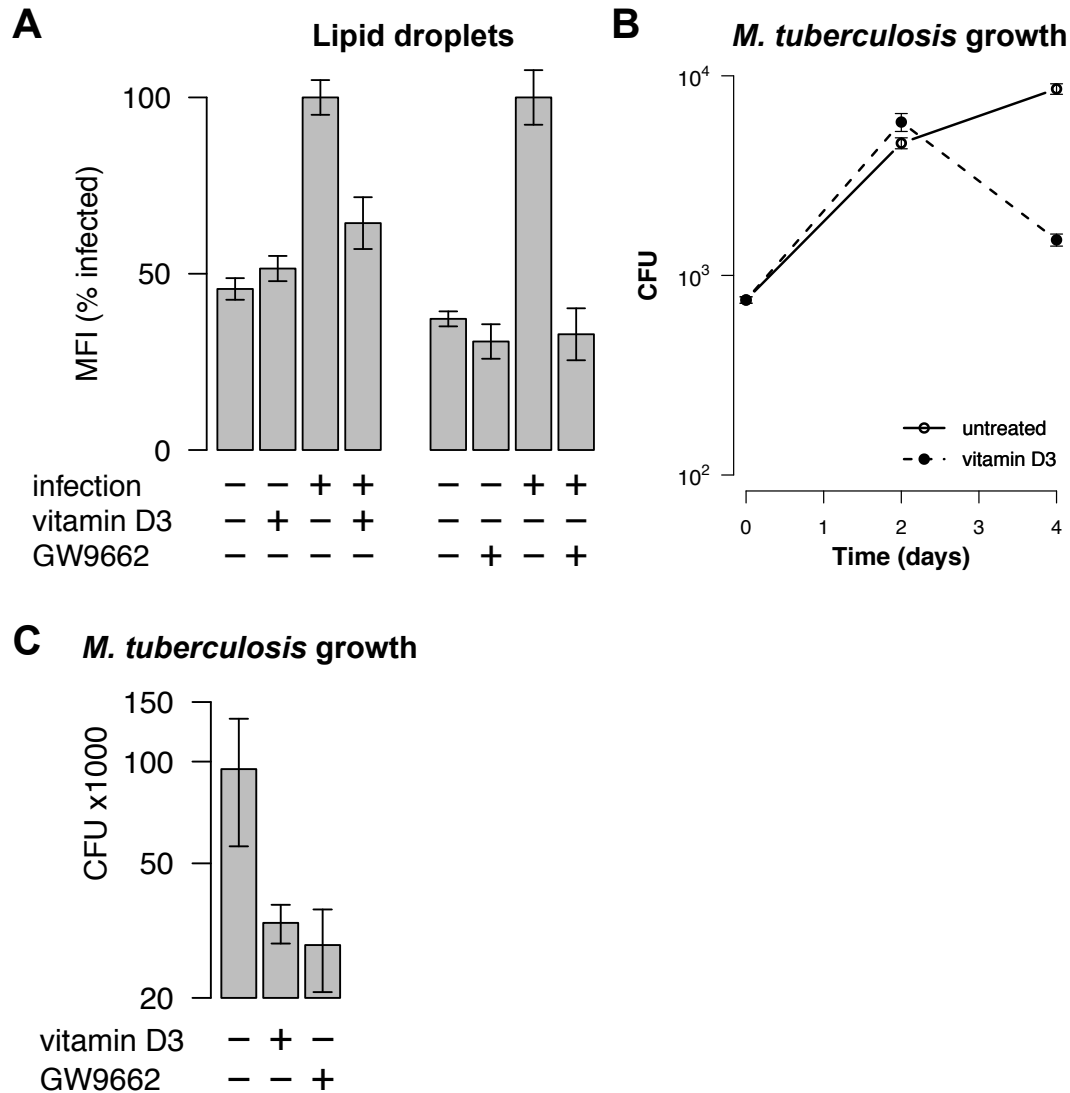 A
Lipid droplets
MFI (% infected)
100
50
0
infection − − + + − − + +
vitamin D3 − + − + − − − −
GW9662 − − − − − + − +
B
M. tuberculosis growth
CFU
10⁴
10³
10²
untreated
vitamin D3
0 1 2 3 4
Time (days)
C
M. tuberculosis growth
CFU x1000
150
100
50
20
vitamin D3 − + −
GW9662 − − +